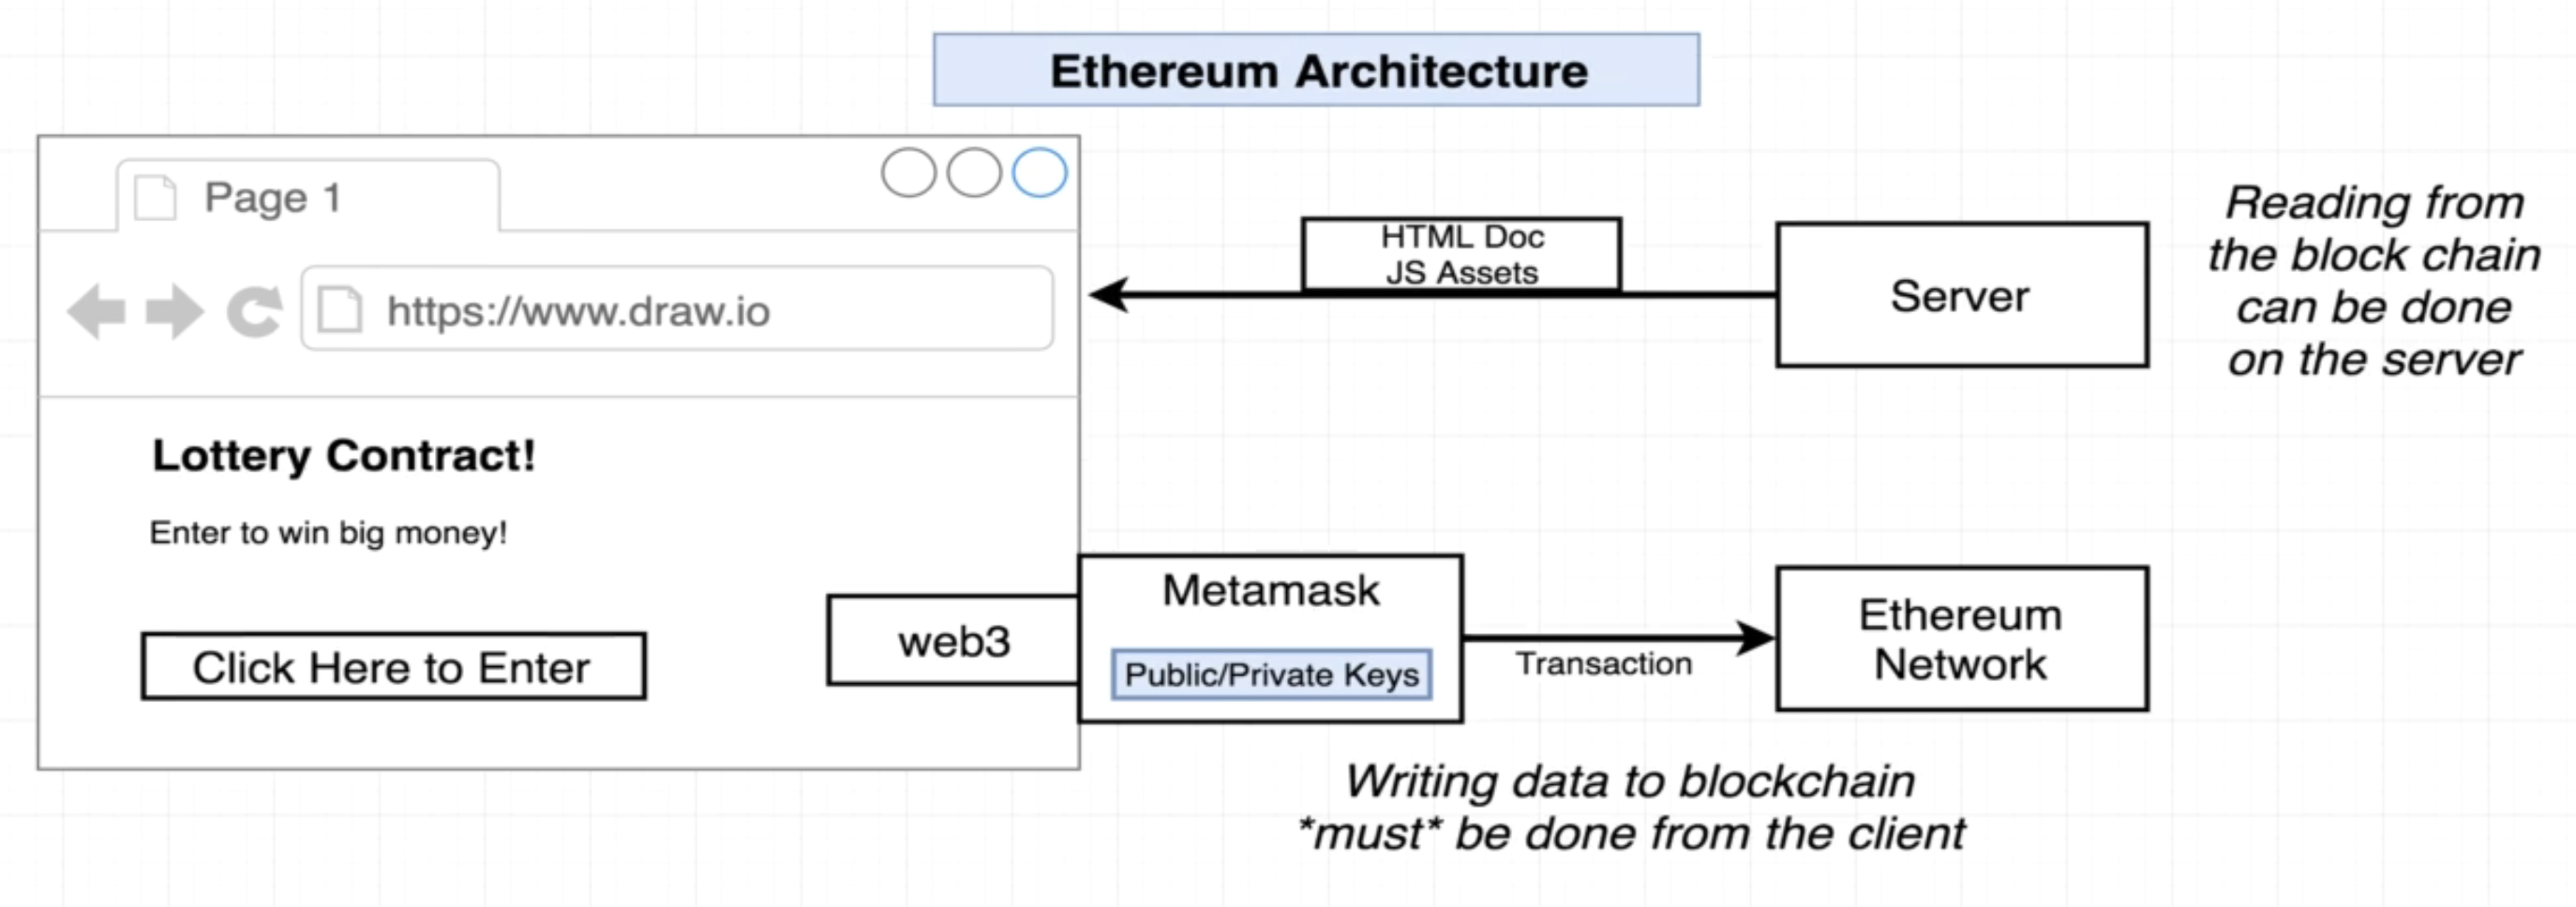 Ethereum Architecture
Page 1
https://www.draw.io
Lottery Contract!
Enter to win big money!
Click Here to Enter
web3
Metamask
Public/Private Keys
Transaction
Ethereum
Network
HTML Doc
JS Assets
Server
Reading from
the block chain
can be done
on the server
Writing data to blockchain
*must* be done from the client